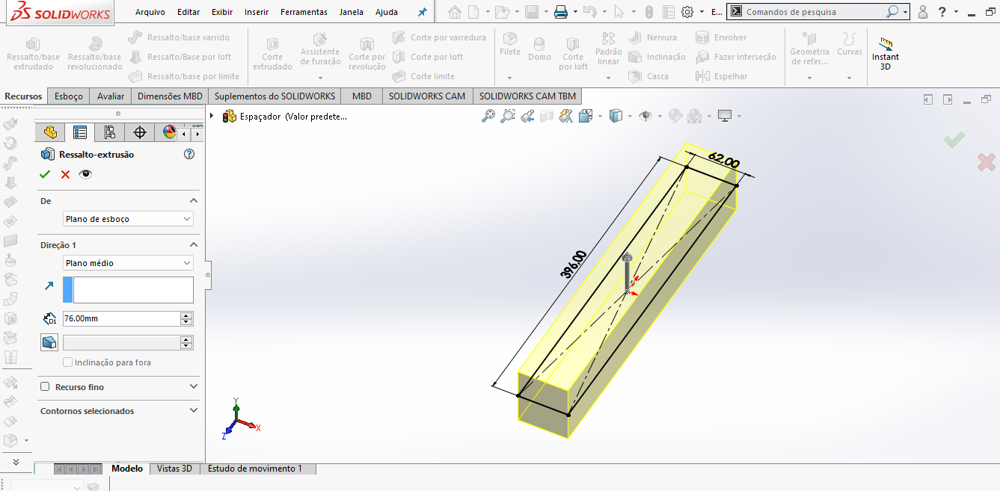 SOLIDWORKS
Arquivo Editar Exibir Inserir Ferramentas Janela Ajuda
E...
Comandos de pesquisa
?
Ressalto/base extrudado
Ressalto/base revolucionado
Ressalto/base varrido
Ressalto/Base por loft
Ressalto/base por limite
Corte extrudado
Assistente de furação
Corte por revolução
Corte por varredura
Corte por loft
Corte limite
Filete
Domo
Corte por loft
Padrão linear
Nervura
Inclinação
Casca
Envolver
Fazer interseção
Espelhar
Geometria de refer...
Curvas
Instant 3D
Recursos Esboço Avaliar Dimensões MBD Suplementos do SOLIDWORKS MBD SOLIDWORKS CAM SOLIDWORKS CAM TBM
Espaçador (Valor predete...
Ressalto-extrusão
?
De
Plano de esboço
Direção 1
Plano médio
D1
76.00mm
Inclinação para fora
Recurso fino
Contornos selecionados
62,00
396,00
Y
X
Z
Modelo Vistas 3D Estudo de movimento 1